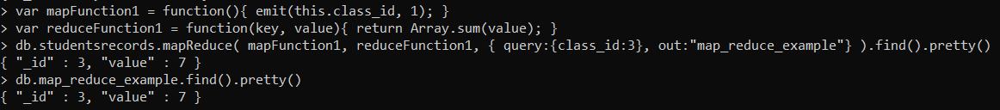 > var mapFunction1 = function(){ emit(this.class_id, 1); }
> var reduceFunction1 = function(key, value){ return Array.sum(value); }
> db.studentsrecords.mapReduce( mapFunction1, reduceFunction1, { query:{class_id:3}, out:"map_reduce_example"} ).find().pretty()
{ "_id" : 3, "value" : 7 }
> db.map_reduce_example.find().pretty()
{ "_id" : 3, "value" : 7 }